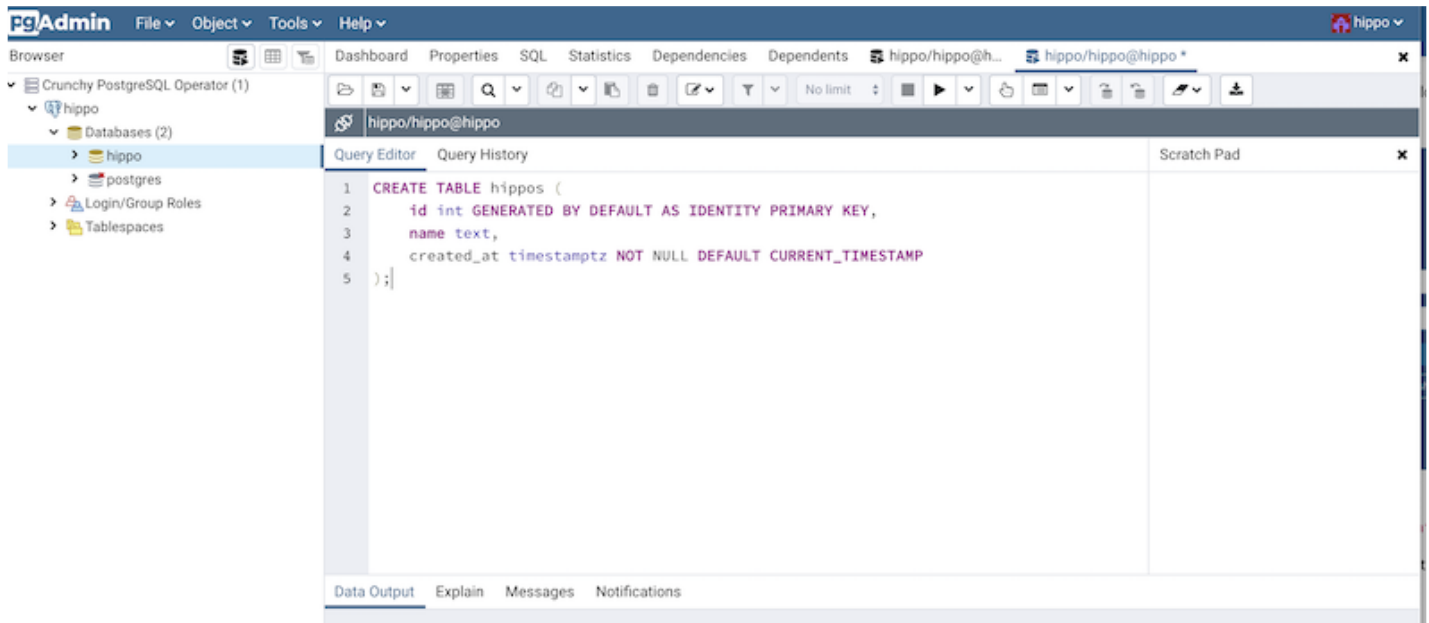 pgAdmin File Object Tools Help hippo
Browser
Dashboard Properties SQL Statistics Dependencies Dependents hippo/hippo@h... hippo/hippo@hippo *
Crunchy PostgreSQL Operator (1)
hippo
Databases (2)
hippo
postgres
Login/Group Roles
Tablespaces
No limit
hippo/hippo@hippo
Query Editor Query History
Scratch Pad
1 CREATE TABLE hippos (
2 id int GENERATED BY DEFAULT AS IDENTITY PRIMARY KEY,
3 name text,
4 created_at timestamptz NOT NULL DEFAULT CURRENT_TIMESTAMP
5 );
Data Output Explain Messages Notifications